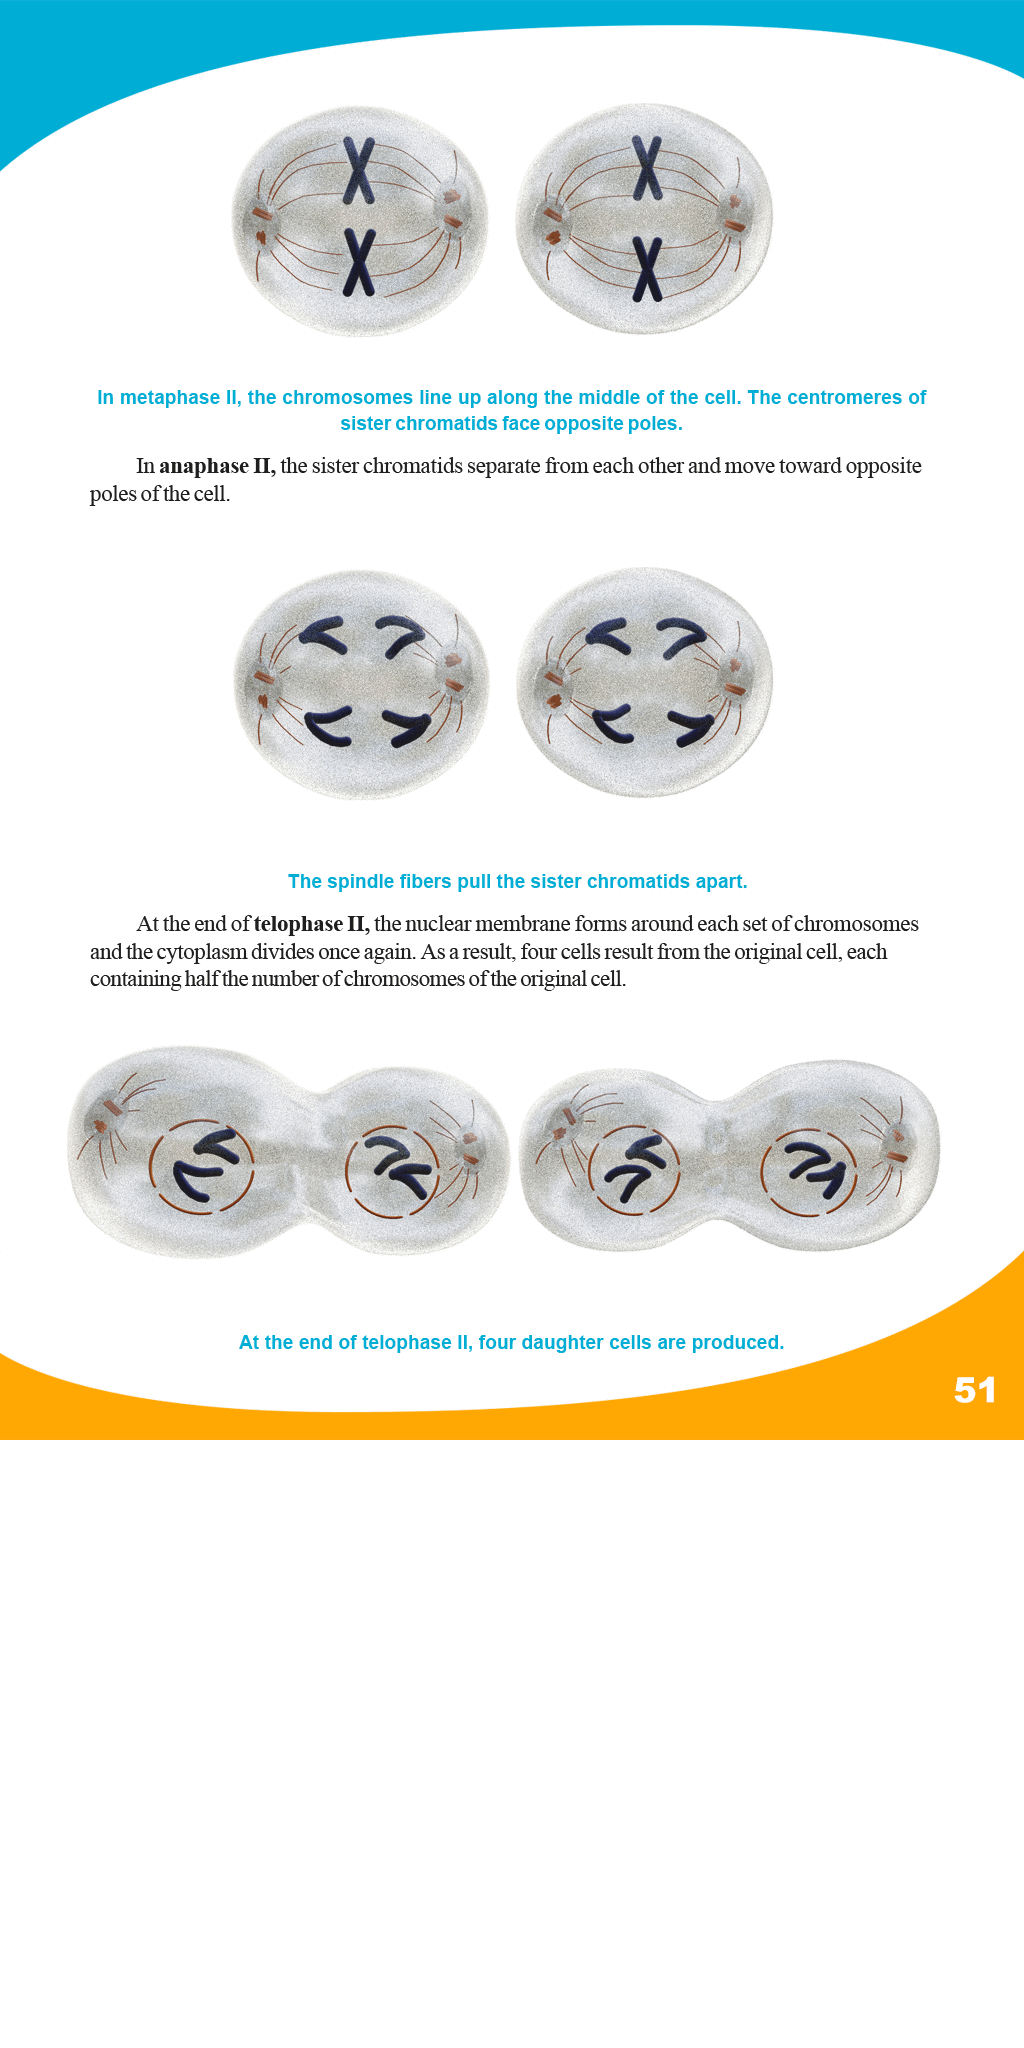 In metaphase II, the chromosomes line up along the middle of the cell. The centromeres of
sister chromatids face opposite poles.
In anaphase II, the sister chromatids separate from each other and move toward opposite
poles of the cell.
The spindle fibers pull the sister chromatids apart.
At the end of telophase II, the nuclear membrane forms around each set of chromosomes
and the cytoplasm divides once again. As a result, four cells result from the original cell, each
containing half the number of chromosomes of the original cell.
At the end of telophase II, four daughter cells are produced.
51